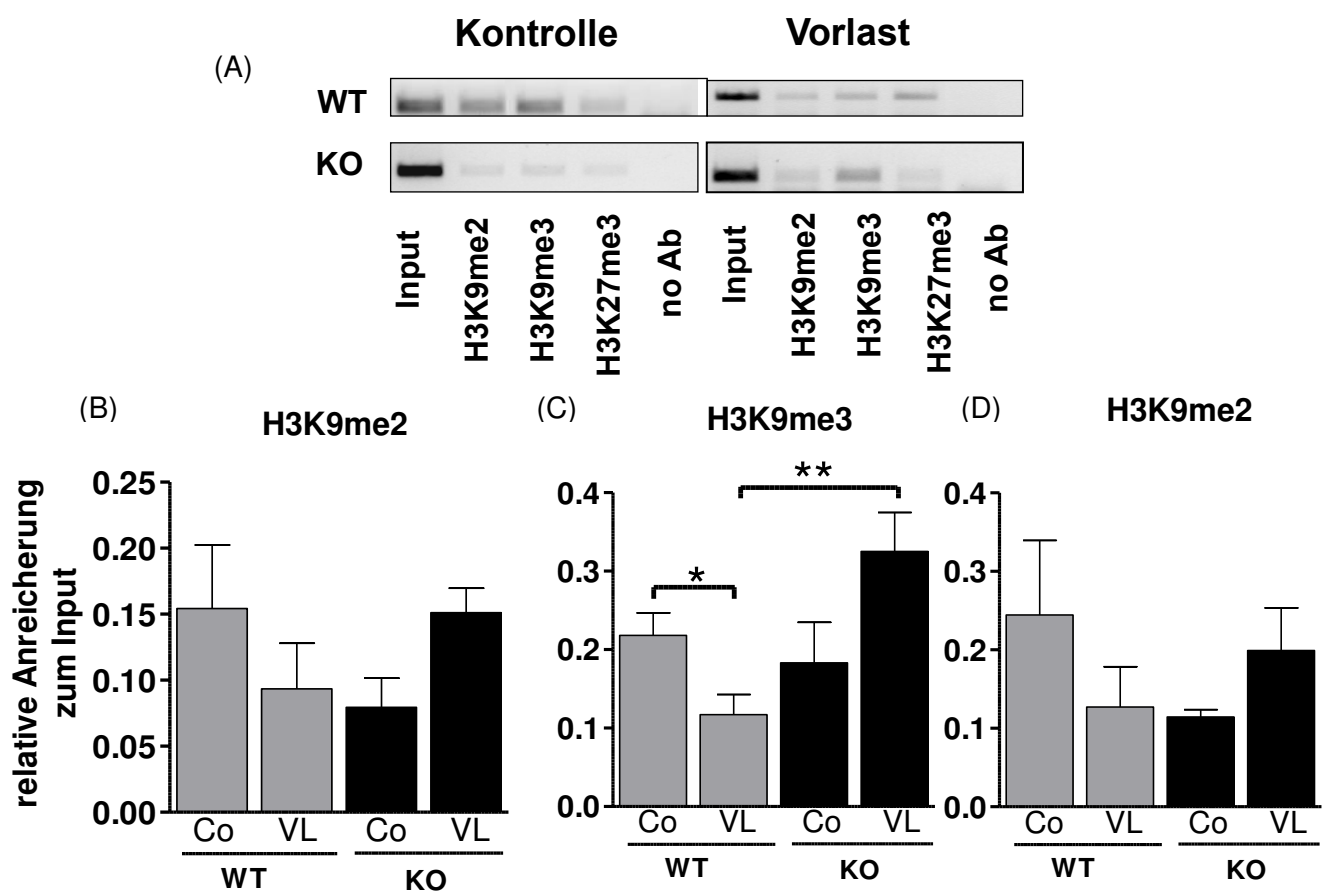 Kontrolle Vorlast
(A)
WT
KO
Input H3K9me2 H3K9me3 H3K27me3 no Ab Input H3K9me2 H3K9me3 H3K27me3 no Ab
(B) H3K9me2
relative Anreicherung
zum Input
0.25
0.20
0.15
0.10
0.05
0.00
Co VL Co VL
WT KO
(C) H3K9me3
**
*
0.4
0.3
0.2
0.1
0.0
Co VL Co VL
WT KO
(D) H3K9me2
0.4
0.3
0.2
0.1
0.0
Co VL Co VL
WT KO